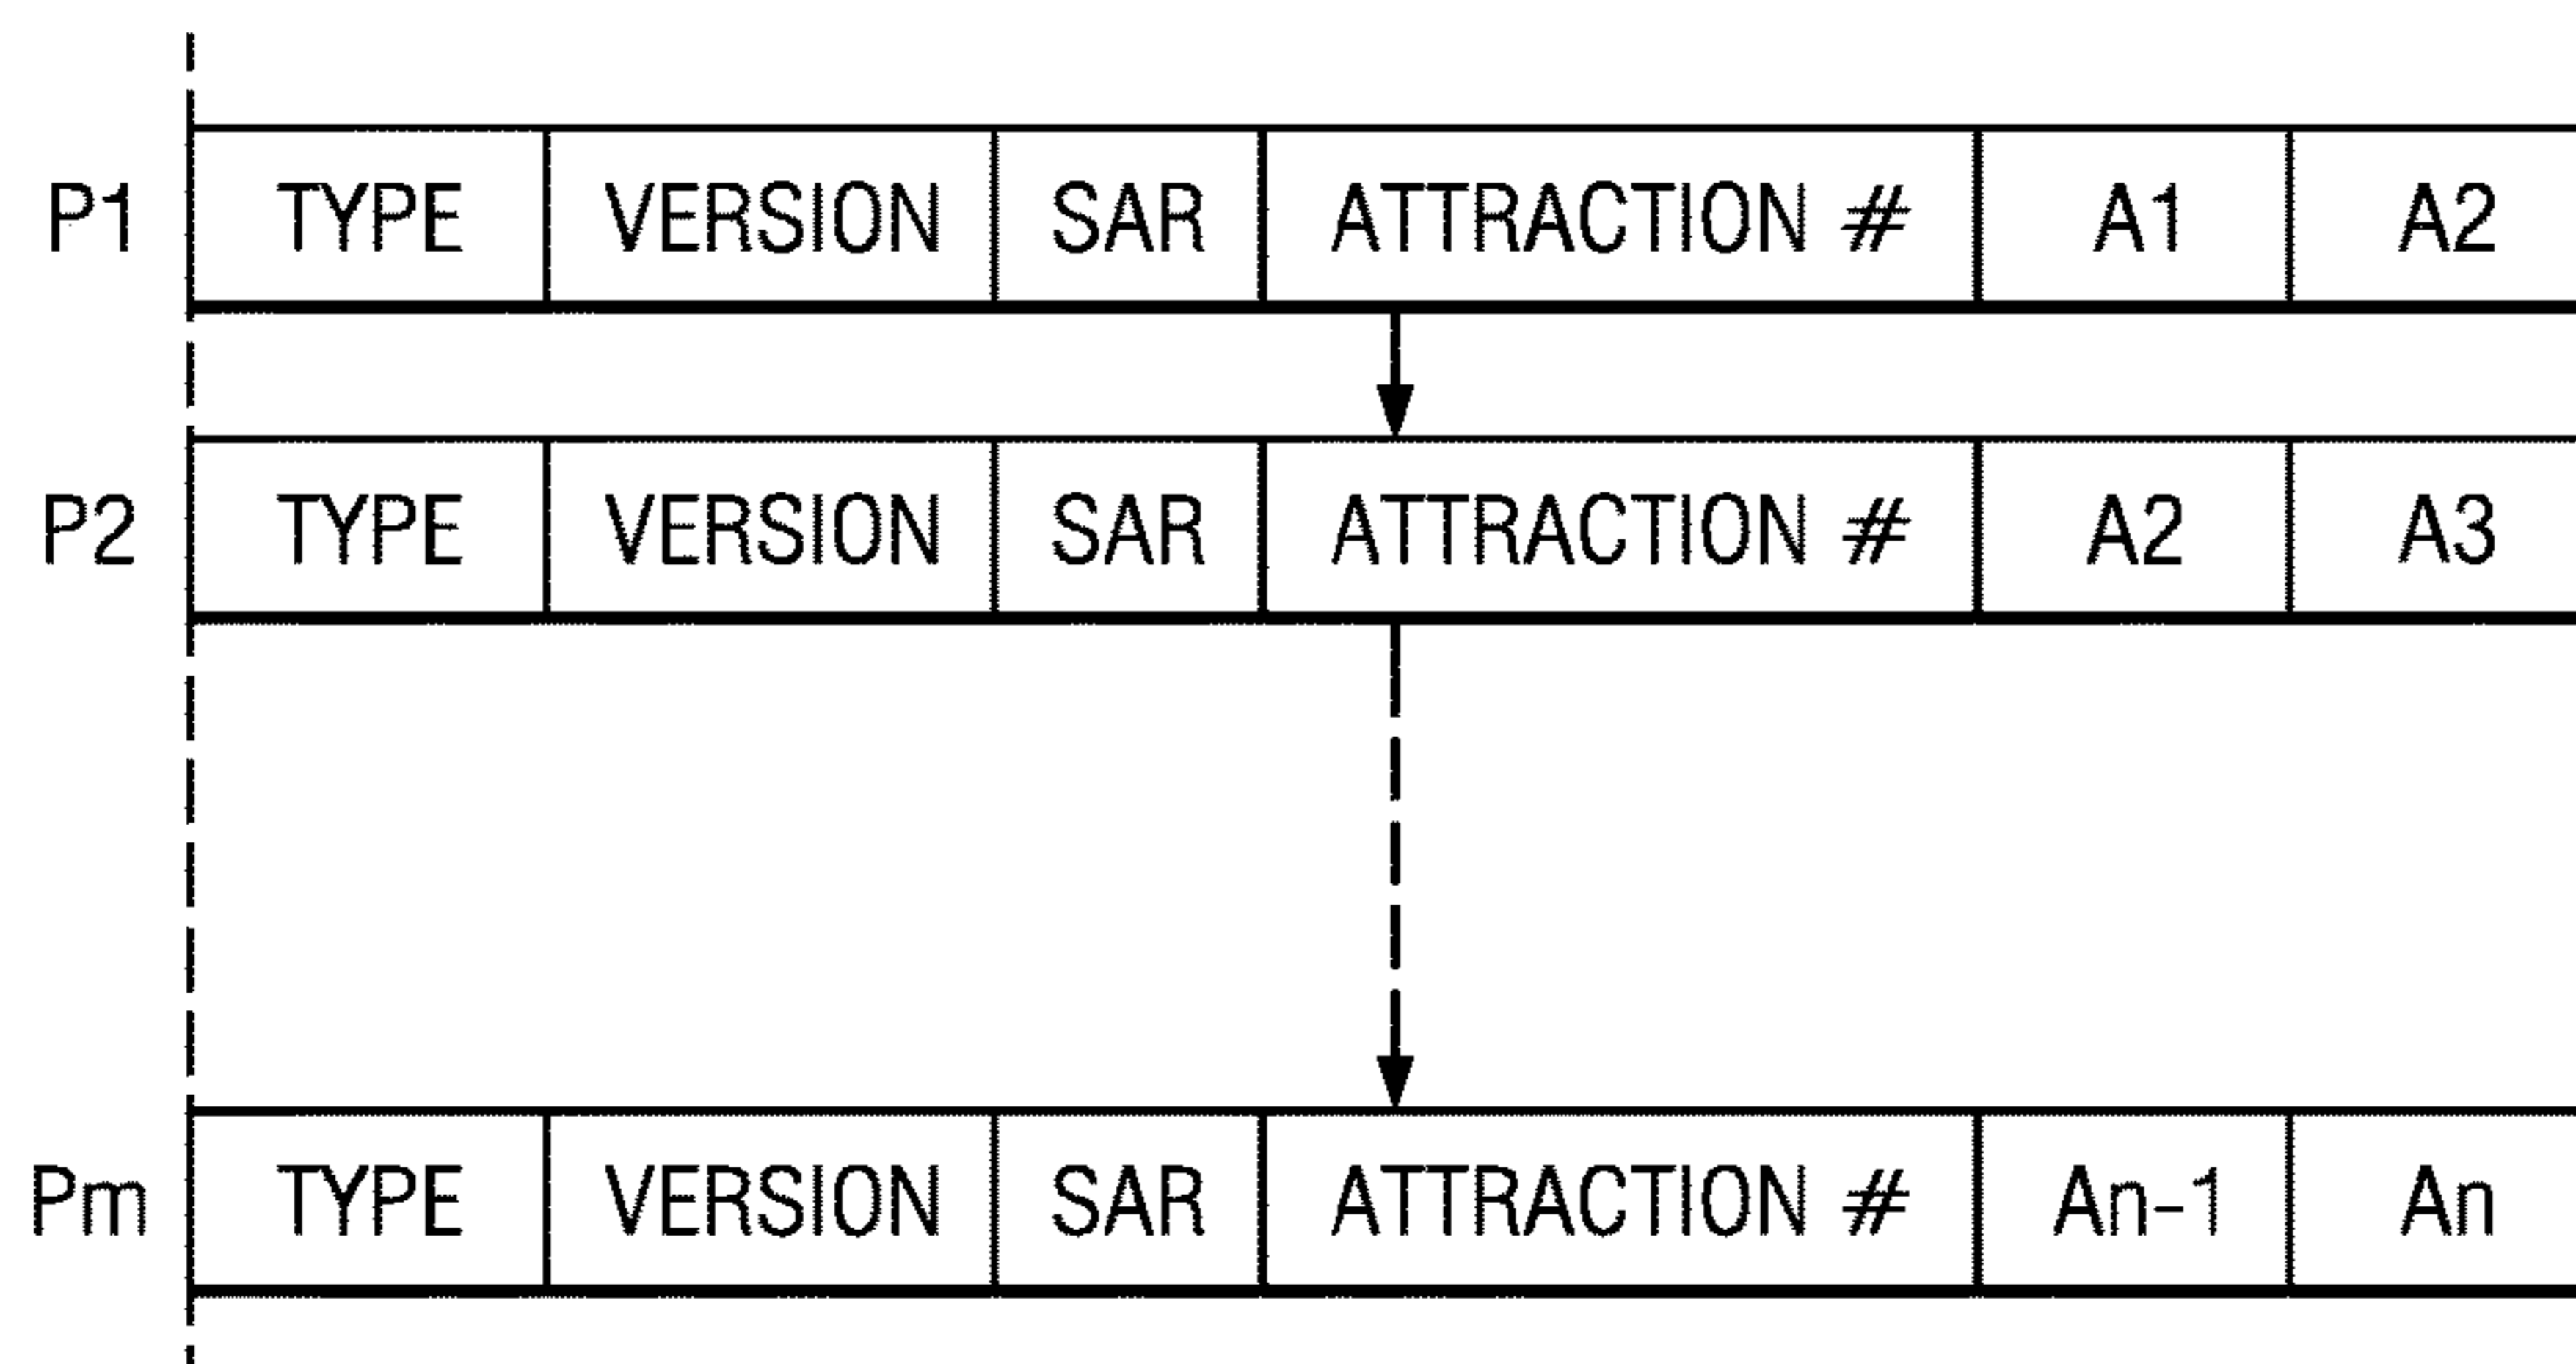 P1 TYPE VERSION SAR ATTRACTION # A1 A2
P2 TYPE VERSION SAR ATTRACTION # A2 A3
Pm TYPE VERSION SAR ATTRACTION # An-1 An